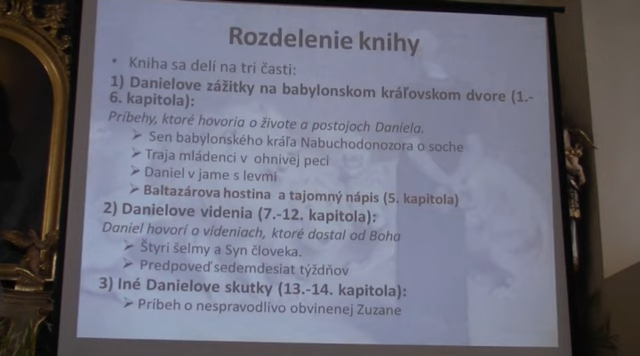 Rozdelenie knihy
• Kniha sa delí na tri časti:
1) Danielove zážitky na babylonskom kráľovskom dvore (1.-
6. kapitola):
Príbehy, ktoré hovoria o živote a postojoch Daniela.
➢ Sen babylonského kráľa Nabuchodonozora o soche
➢ Traja mládenci v ohnivej peci
➢ Daniel v jame s levmi
➢ Baltazárova hostina a tajomný nápis (5. kapitola)
2) Danielove videnia (7.-12. kapitola):
Daniel hovorí o videniach, ktoré dostal od Boha
➢ Štyri šelmy a Syn človeka.
➢ Predpoveď sedemdesiat týždňov
3) Iné Danielove skutky (13.-14. kapitola):
➢ Príbeh o nespravodlivo obvinenej Zuzane